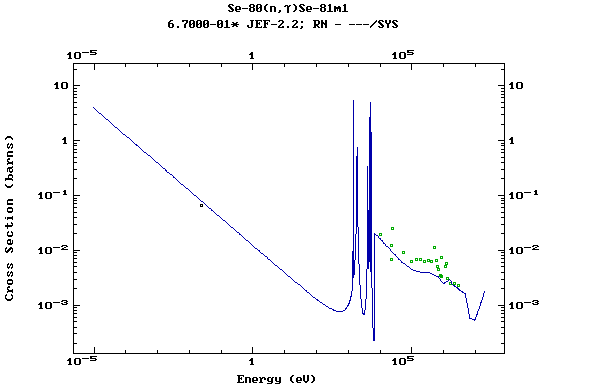 Se-80(n,γ)Se-81m1
6.7000-01* JEF-2.2; RN - ---/SYS
10⁻⁵ 1 10⁵
10 10
1 1
10⁻¹ 10⁻¹
10⁻² 10⁻²
10⁻³ 10⁻³
10⁻⁵ 1 10⁵
Cross Section (barns)
Energy (eV)